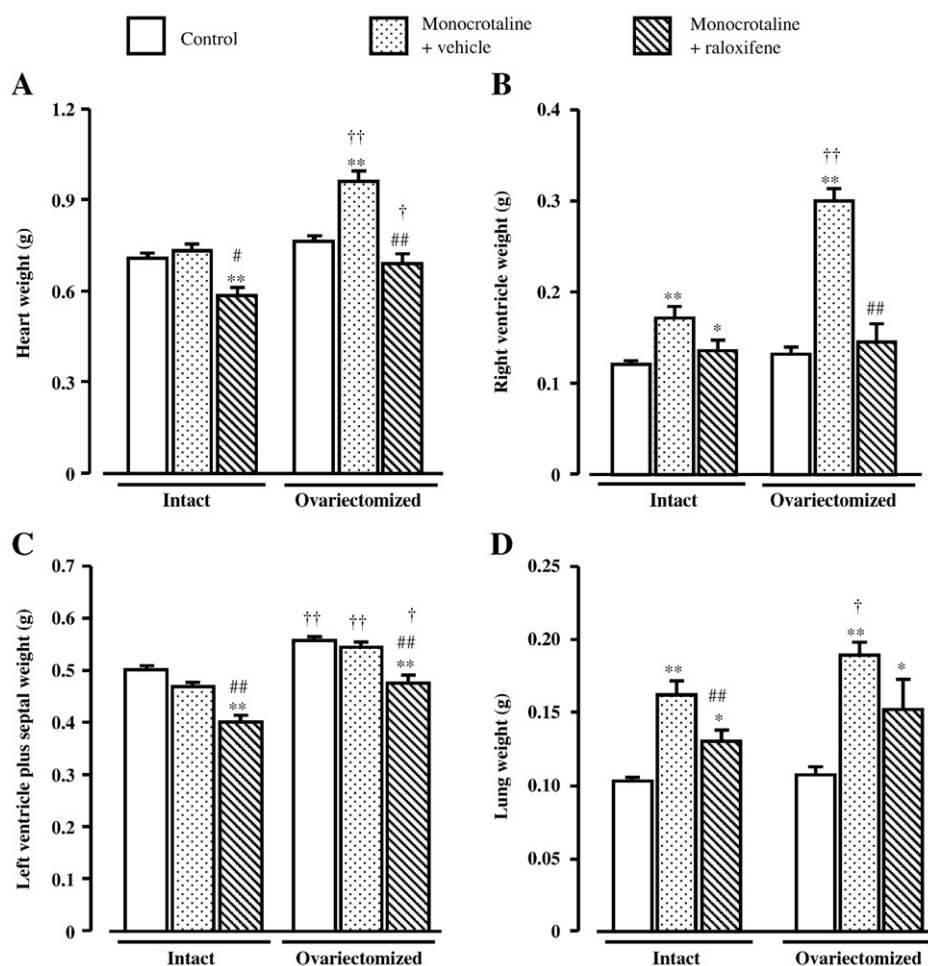 Control
Monocrotaline
+ vehicle
Monocrotaline
+ raloxifene
A
Heart weight (g)
1.2
0.9
0.6
0.3
0
#
**
††
**
†
##
Intact
Ovariectomized
B
Right ventricle weight (g)
0.4
0.3
0.2
0.1
0
**
*
††
**
##
Intact
Ovariectomized
C
Left ventricle plus septal weight (g)
0.7
0.6
0.5
0.4
0.3
0.2
0.1
0
##
**
††
††
†
##
**
Intact
Ovariectomized
D
Lung weight (g)
0.25
0.20
0.15
0.10
0.05
0.0
**
##
*
†
**
*
Intact
Ovariectomized